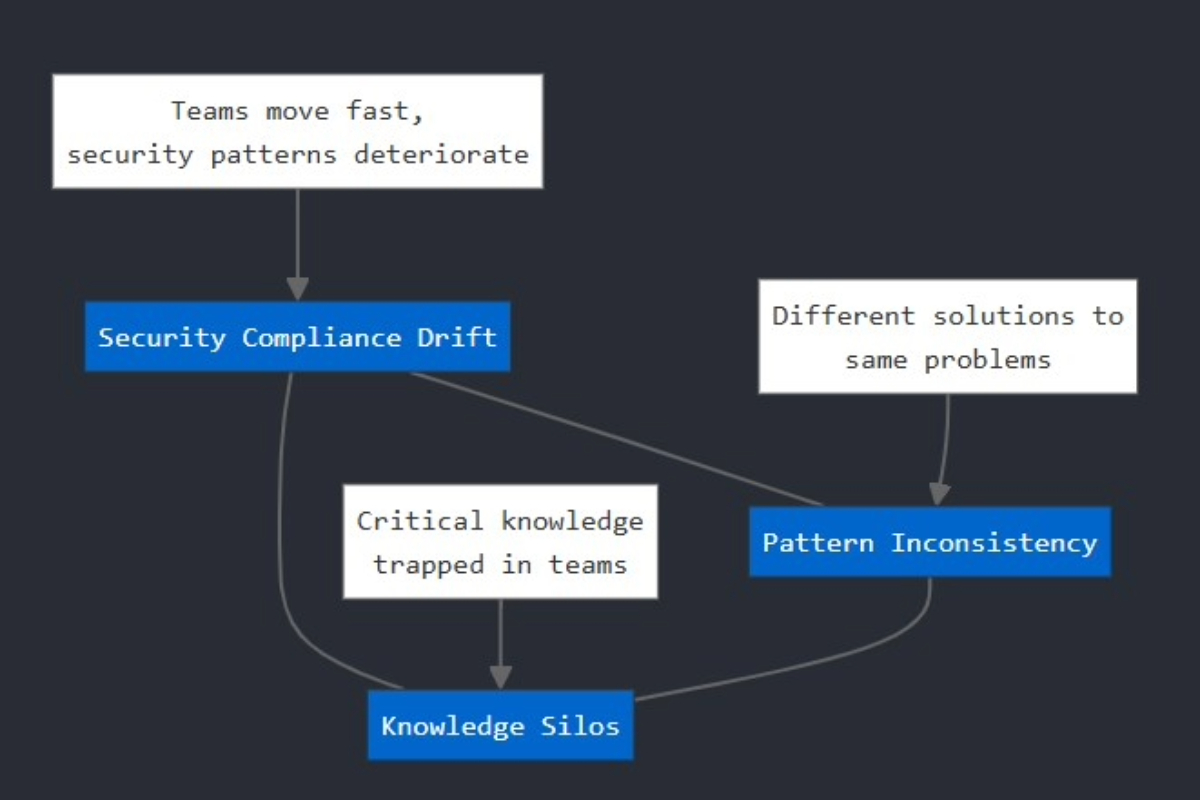 Teams move fast,
security patterns deteriorate
Security Compliance Drift
Different solutions to
same problems
Critical knowledge
trapped in teams
Pattern Inconsistency
Knowledge Silos